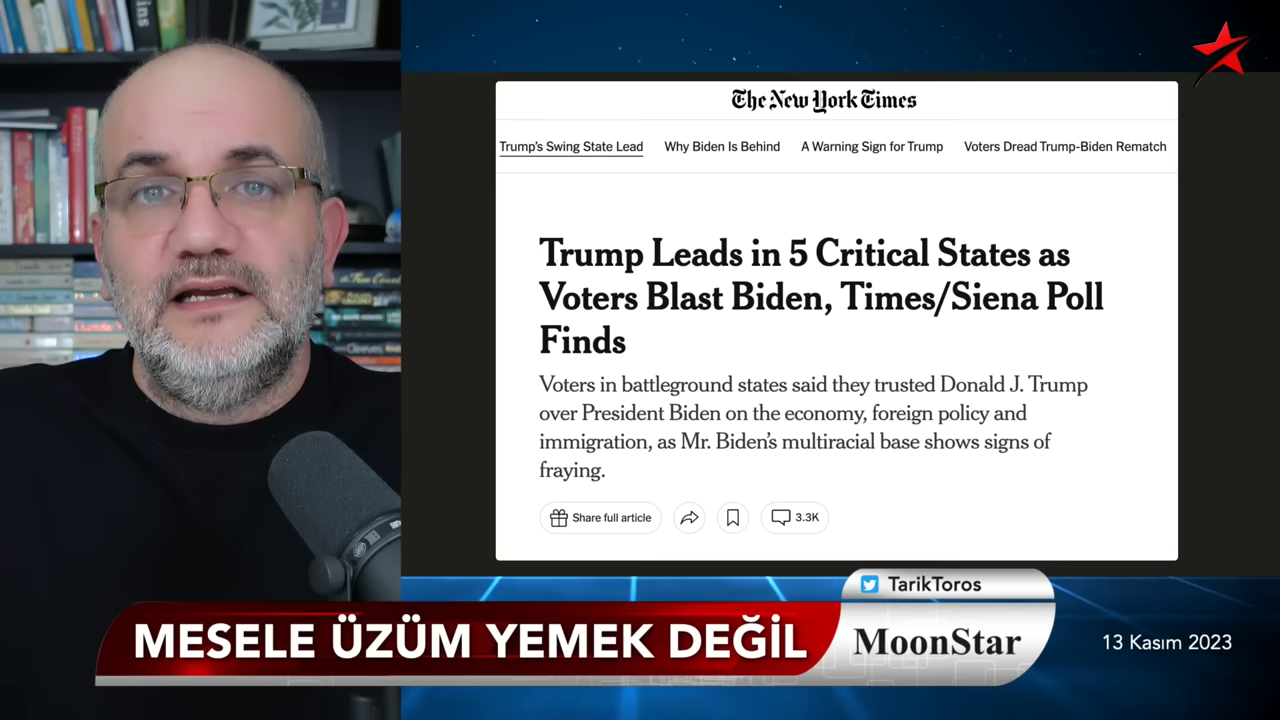 The New York Times
Trump's Swing State Lead
Why Biden Is Behind
A Warning Sign for Trump
Voters Dread Trump-Biden Rematch
Trump Leads in 5 Critical States as
Voters Blast Biden, Times/Siena Poll
Finds
Voters in battleground states said they trusted Donald J. Trump
over President Biden on the economy, foreign policy and
immigration, as Mr. Biden's multiracial base shows signs of
fraying.
Share full article
3.3K
TarikToros
MESELE ÜZÜM YEMEK DEĞİL
MoonStar
13 Kasım 2023